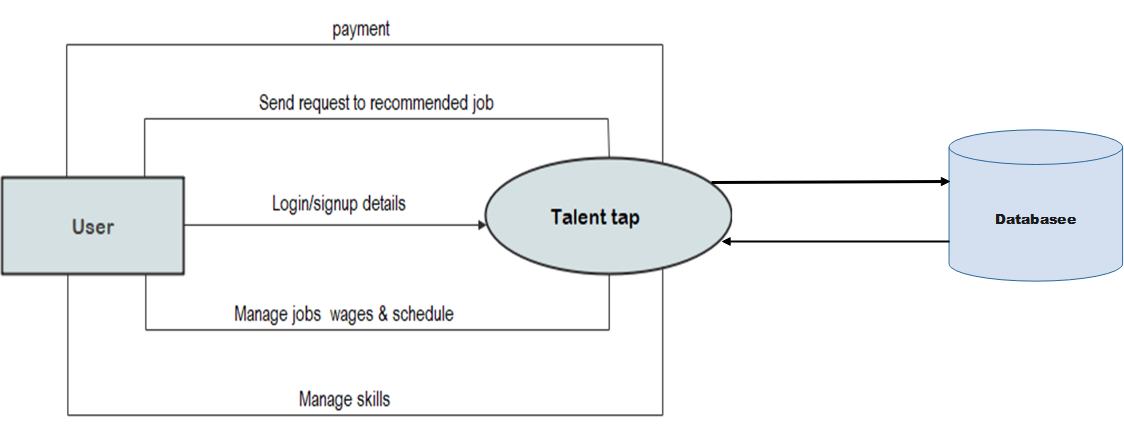 payment
Send request to recommended job
Login/signup details
User
Talent tap
Databasee
Manage jobs wages & schedule
Manage skills